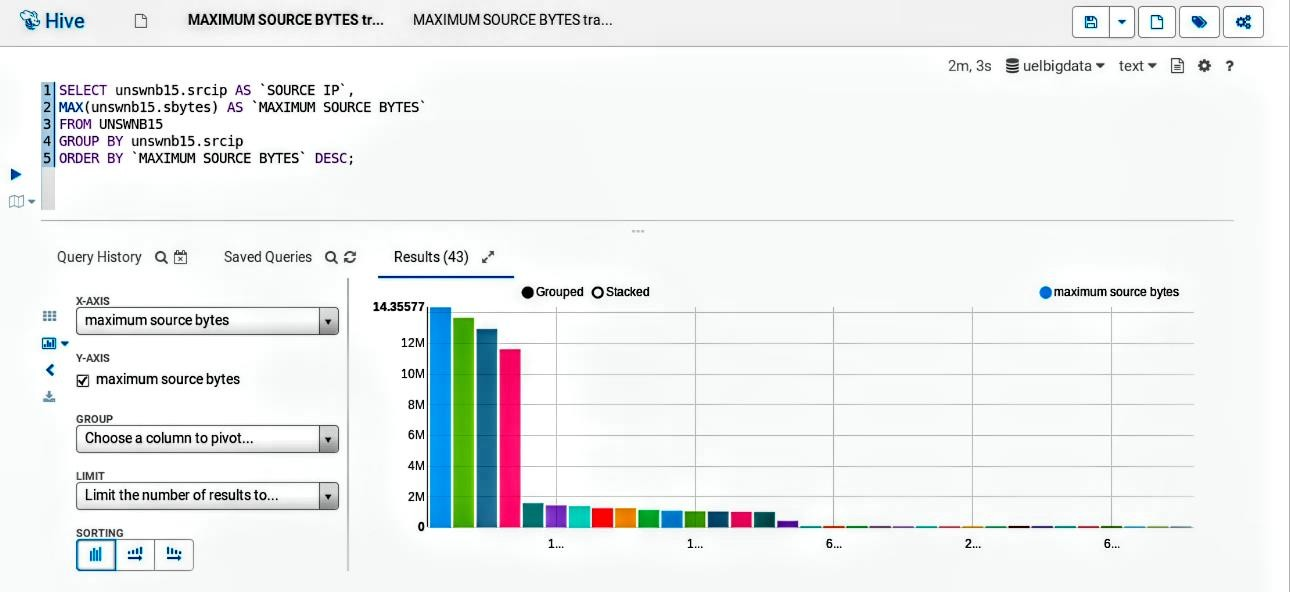 Hive
MAXIMUM SOURCE BYTES tr...
MAXIMUM SOURCE BYTES tra...
2m, 3s
uelbigdata
text
?
1 SELECT unswnb15.srcip AS `SOURCE IP`,
2 MAX(unswnb15.sbytes) AS `MAXIMUM SOURCE BYTES`
3 FROM UNSWNB15
4 GROUP BY unswnb15.srcip
5 ORDER BY `MAXIMUM SOURCE BYTES` DESC;
Query History
Saved Queries
Results (43)
X-AXIS
maximum source bytes
Y-AXIS
maximum source bytes
GROUP
Choose a column to pivot...
LIMIT
Limit the number of results to...
SORTING
Grouped
Stacked
maximum source bytes
14.35577
12M
10M
8M
6M
4M
2M
0
1...
1...
6...
2...
6...